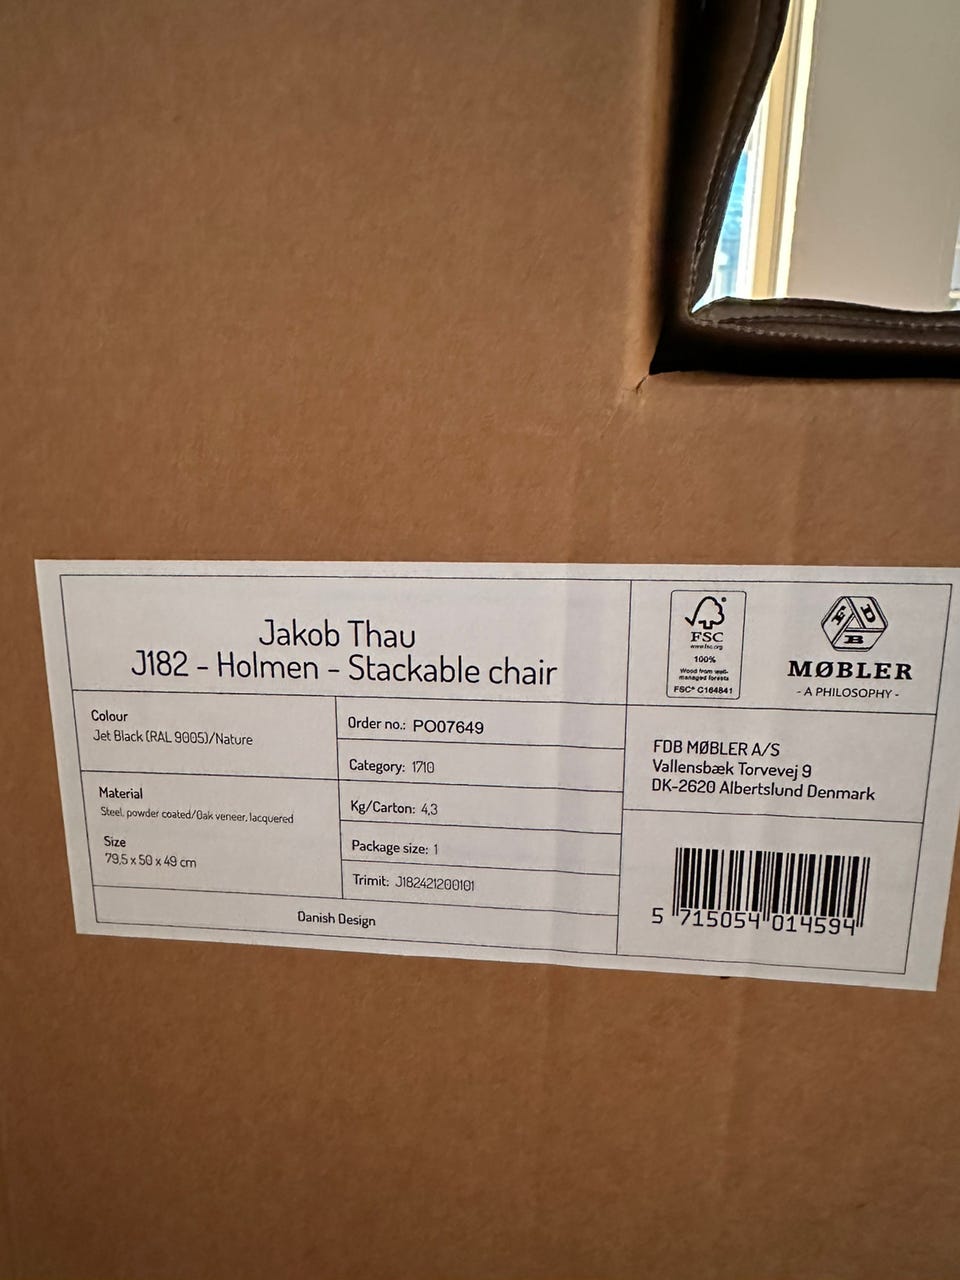 Jakob Thau
J182 - Holmen - Stackable chair
Colour
Jet Black (RAL 9005)/Nature
Material
Steel, powder coated/Oak veneer, lacquered
Size
79,5 x 50 x 49 cm
Order no.: PO07649
Category: 1710
Kg/Carton: 4,3
Package size: 1
Trimit: J182421200101
Danish Design
FSC
www.fsc.org
100%
Wood from well-
managed forests
FSC® C164841
FDB
MØBLER
- A PHILOSOPHY -
FDB MØBLER A/S
Vallensbæk Torvevej 9
DK-2620 Albertslund Denmark
5 715054 014594